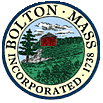 BOLTON, MASS.
INCORPORATED 1738